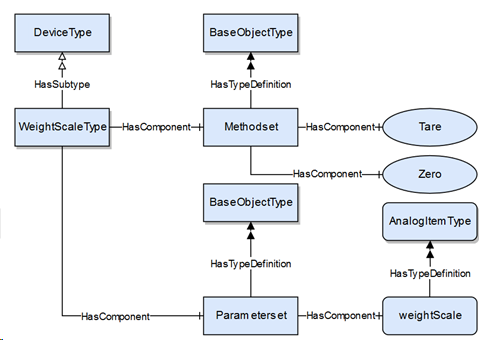 DeviceType
BaseObjectType
HasSubtype
HasTypeDefinition
WeightScaleType
HasComponent
Methodset
HasComponent
Tare
HasComponent
Zero
BaseObjectType
AnalogItemType
HasTypeDefinition
HasTypeDefinition
HasComponent
Parameterset
HasComponent
weightScale